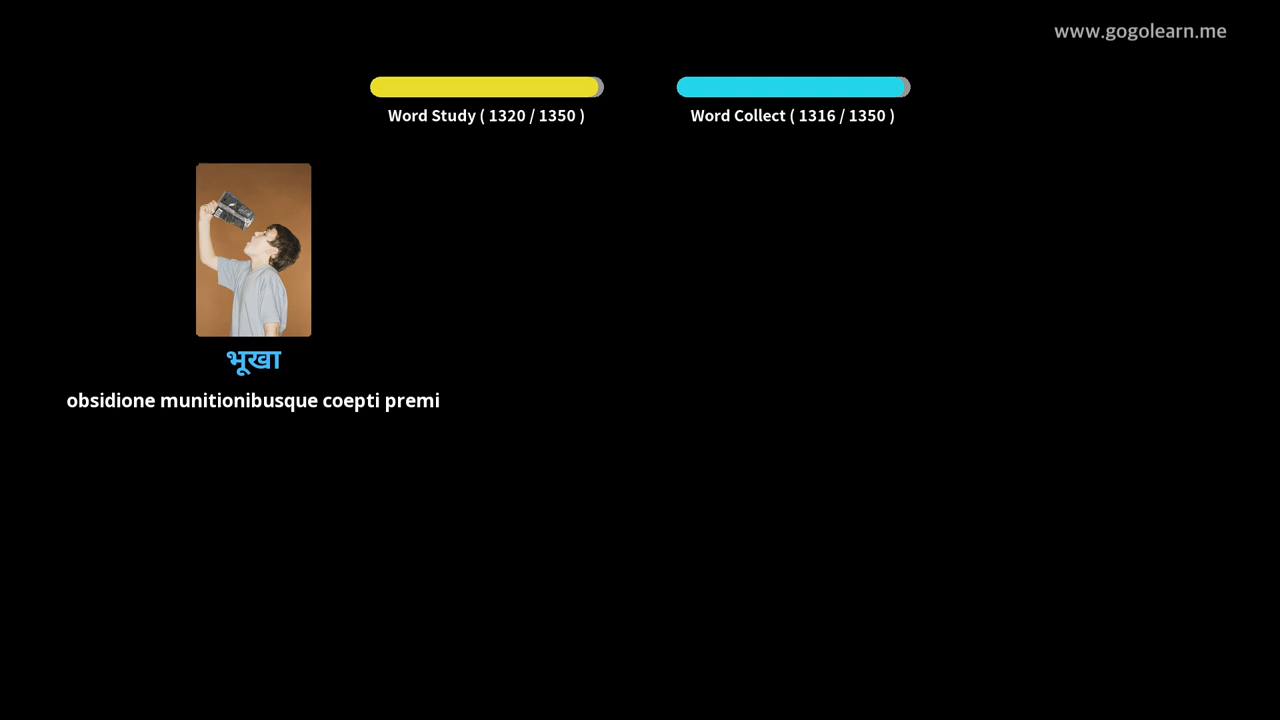 www.gogolearn.me
Word Study ( 1320 / 1350 )
Word Collect ( 1316 / 1350 )
भूखा
obsidione munitionibusque coepti premi